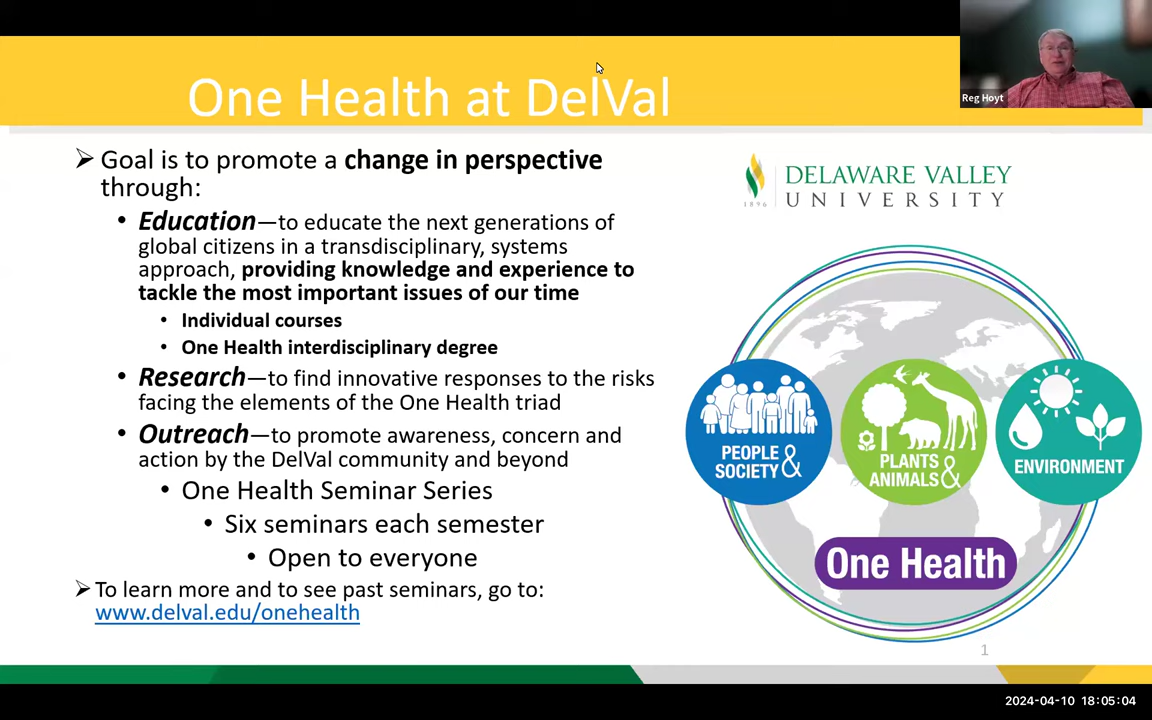 One Health at DelVal
Reg Hoyt
➢ Goal is to promote a change in perspective
through:
• Education—to educate the next generations of
global citizens in a transdisciplinary, systems
approach, providing knowledge and experience to
tackle the most important issues of our time
• Individual courses
• One Health interdisciplinary degree
• Research—to find innovative responses to the risks
facing the elements of the One Health triad
• Outreach—to promote awareness, concern and
action by the DelVal community and beyond
• One Health Seminar Series
• Six seminars each semester
• Open to everyone
➢ To learn more and to see past seminars, go to:
www.delval.edu/onehealth
DELAWARE VALLEY
UNIVERSITY
1896
PEOPLE
SOCIETY &
PLANTS
ANIMALS &
ENVIRONMENT
One Health
1
2024-04-10 18:05:04